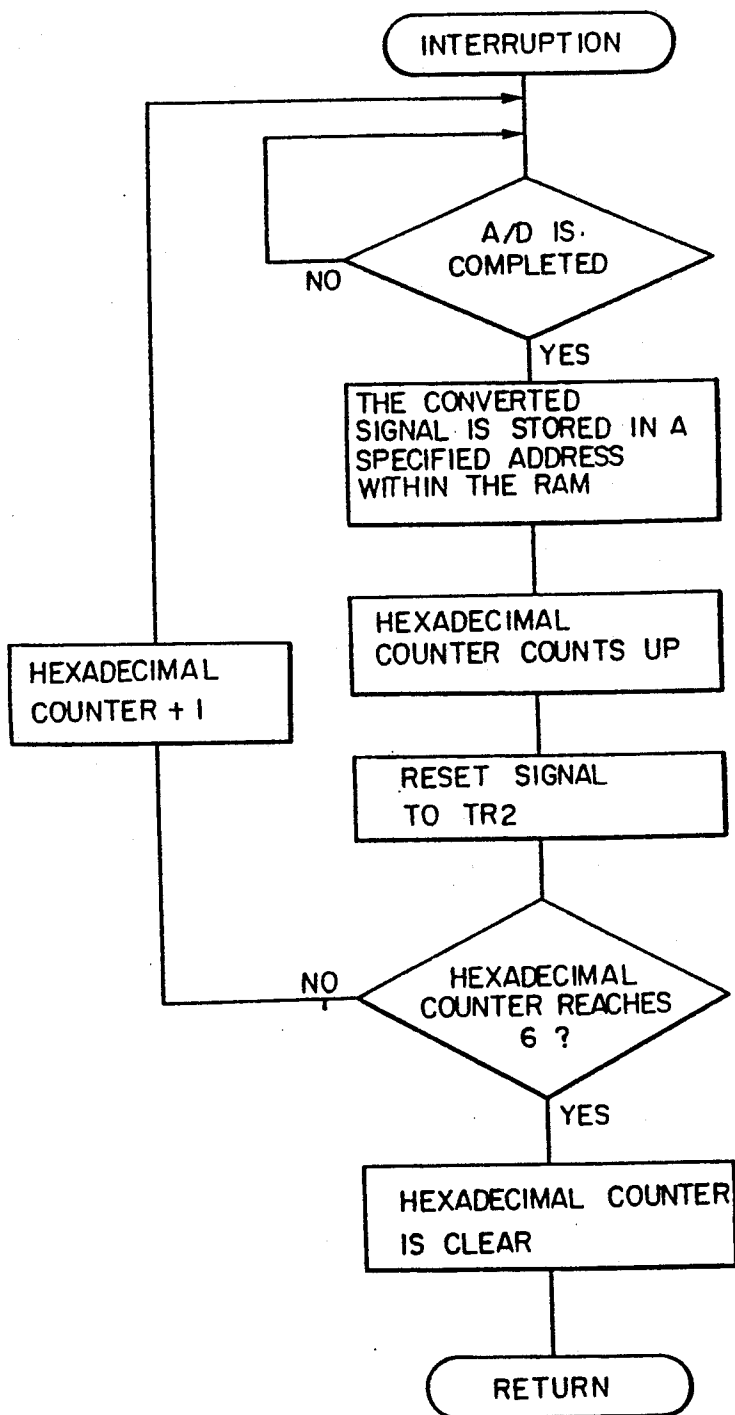 INTERRUPTION
A/D IS
COMPLETED
NO
YES
THE CONVERTED
SIGNAL IS STORED IN A
SPECIFIED ADDRESS
WITHIN THE RAM
HEXADECIMAL
COUNTER COUNTS UP
HEXADECIMAL
COUNTER + 1
RESET SIGNAL
TO TR2
NO
HEXADECIMAL
COUNTER REACHES
6 ?
YES
HEXADECIMAL COUNTER
IS CLEAR
RETURN